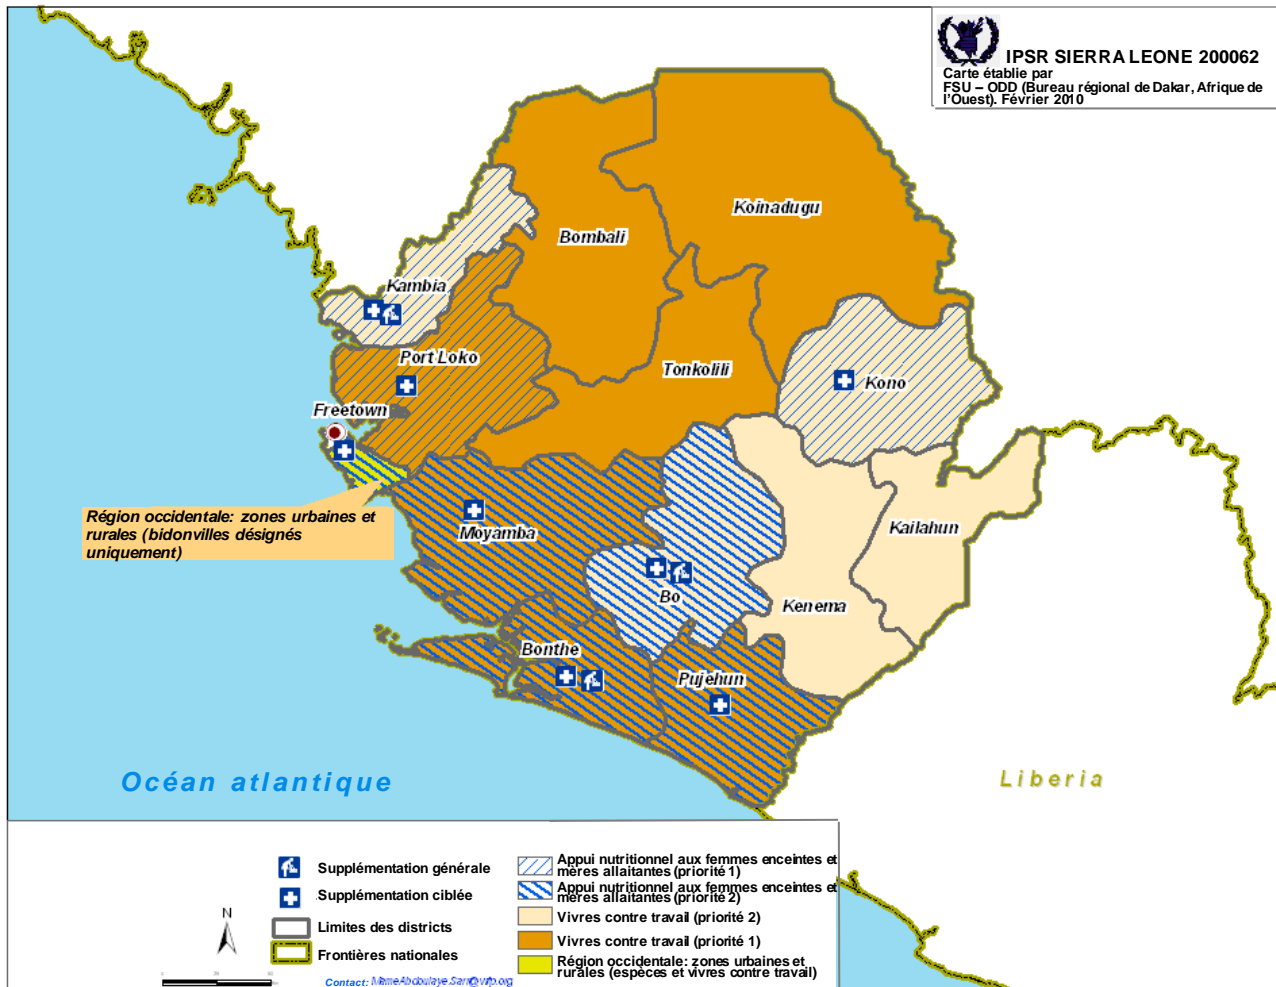 IPSR SIERRA LEONE 200062
Carte établie par
FSU – ODD (Bureau régional de Dakar, Afrique de
l'Ouest). Février 2010
Koinadugu
Bombali
Kambia
Port Loko
Tonkolili
Kono
Freetown
Région occidentale: zones urbaines et
rurales (bidonvilles désignés
uniquement)
Moyamba
Kailahun
Bo
Kenema
Bonthe
Pujehun
Océan atlantique
Liberia
Supplémentation générale
Supplémentation ciblée
Limites des districts
Frontières nationales
N
Contact:
Appui nutritionnel aux femmes enceintes et
mères allaitantes (priorité 1)
Appui nutritionnel aux femmes enceintes et
mères allaitantes (priorité 2)
Vivres contre travail (priorité 2)
Vivres contre travail (priorité 1)
Région occidentale: zones urbaines et
rurales (espèces et vivres contre travail)